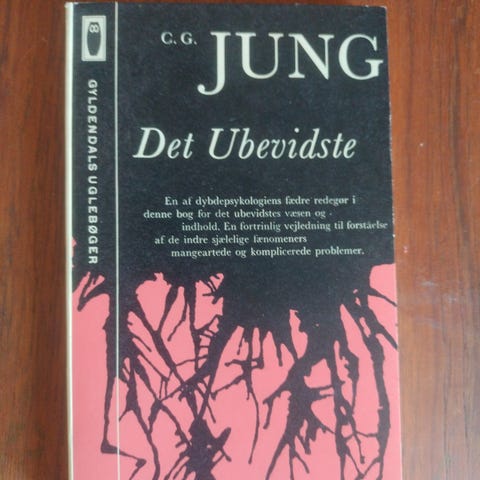 C. G. JUNG
Det Ubevidste
En af dybdepsykologiens fædre redegør i
denne bog for det ubevidstes væsen og
indhold. En fortrinlig vejledning til forståelse
af de indre sjælelige fænomeners
mangeartede og komplicerede problemer.
GYLDENDALS UGLEBØGER